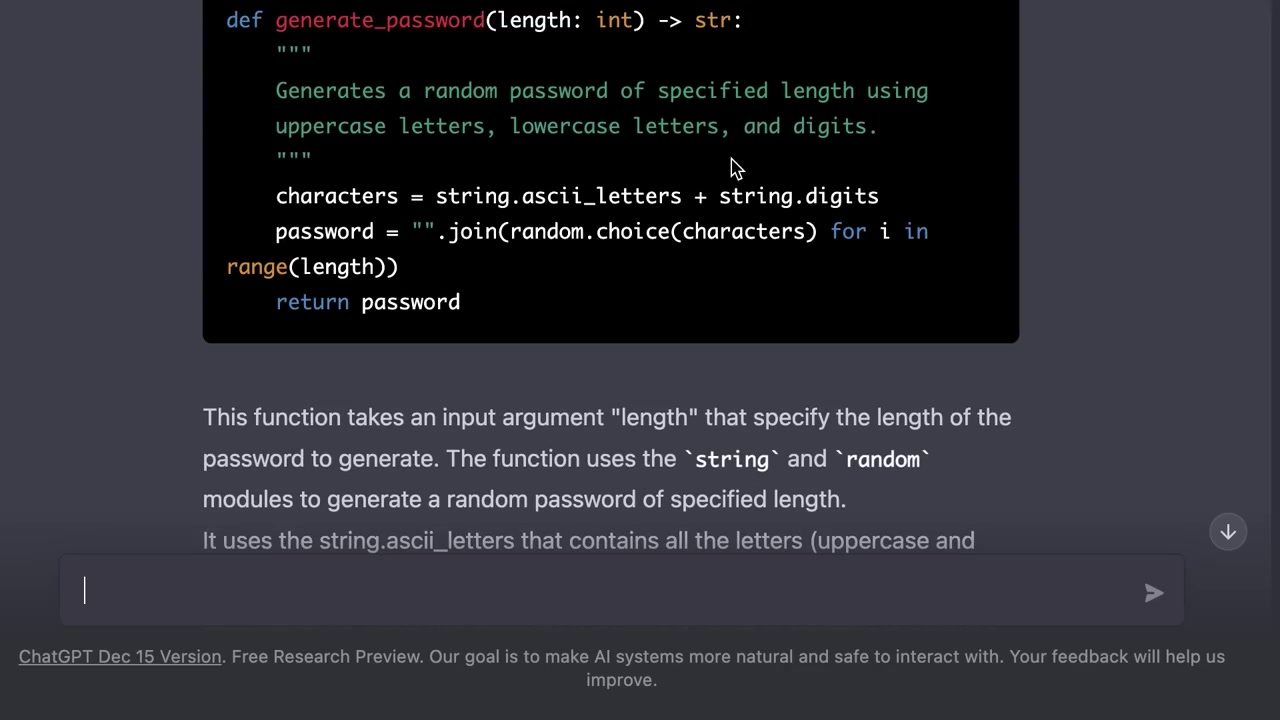 def generate_password(length: int) -> str:
"""
Generates a random password of specified length using
uppercase letters, lowercase letters, and digits.
"""
characters = string.ascii_letters + string.digits
password = "".join(random.choice(characters) for i in
range(length))
return password
This function takes an input argument "length" that specify the length of the
password to generate. The function uses the `string` and `random`
modules to generate a random password of specified length.
It uses the string.ascii_letters that contains all the letters (uppercase and
ChatGPT Dec 15 Version. Free Research Preview. Our goal is to make AI systems more natural and safe to interact with. Your feedback will help us
improve.